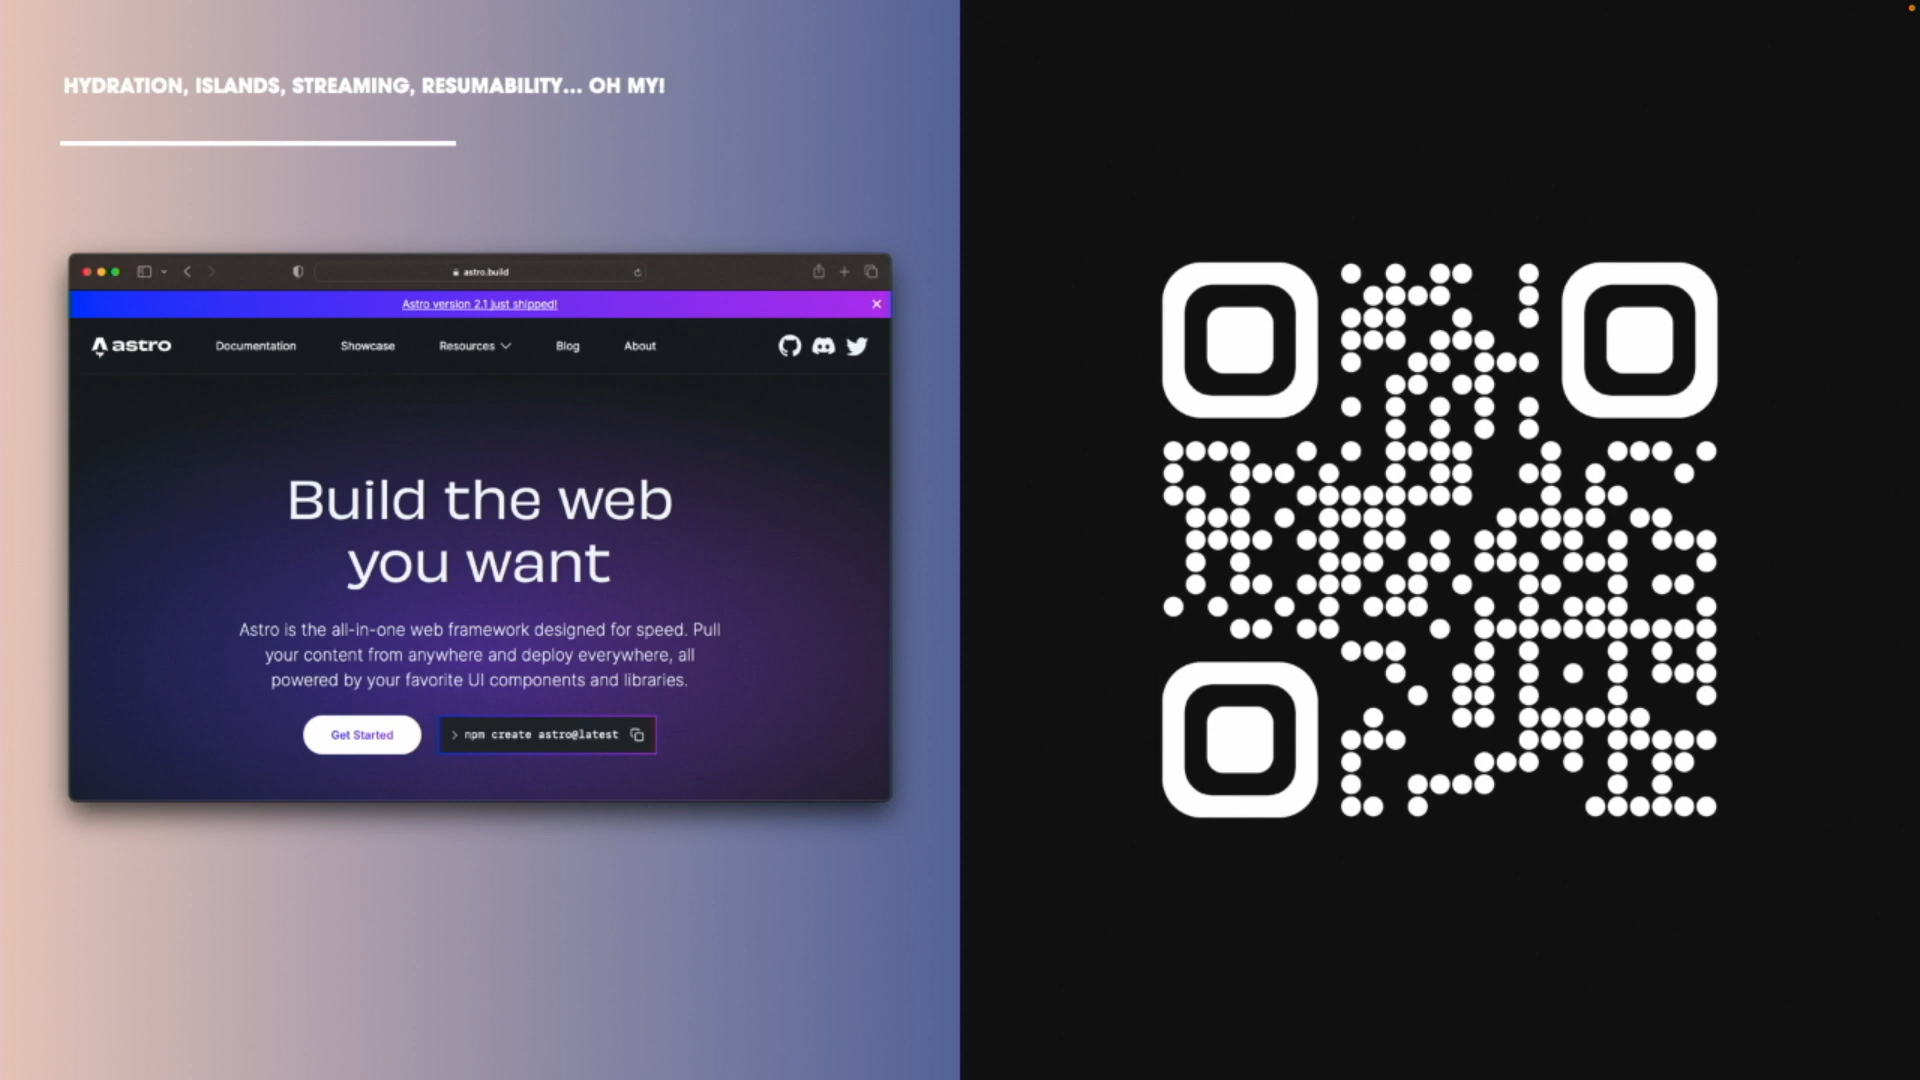 HYDRATION, ISLANDS, STREAMING, RESUMABILITY... OH MY!
astro.build
Astro version 2.1 just shipped!
astro Documentation Showcase Resources Blog About
Build the web
you want
Astro is the all-in-one web framework designed for speed. Pull
your content from anywhere and deploy everywhere, all
powered by your favorite UI components and libraries.
Get Started > npm create astro@latest